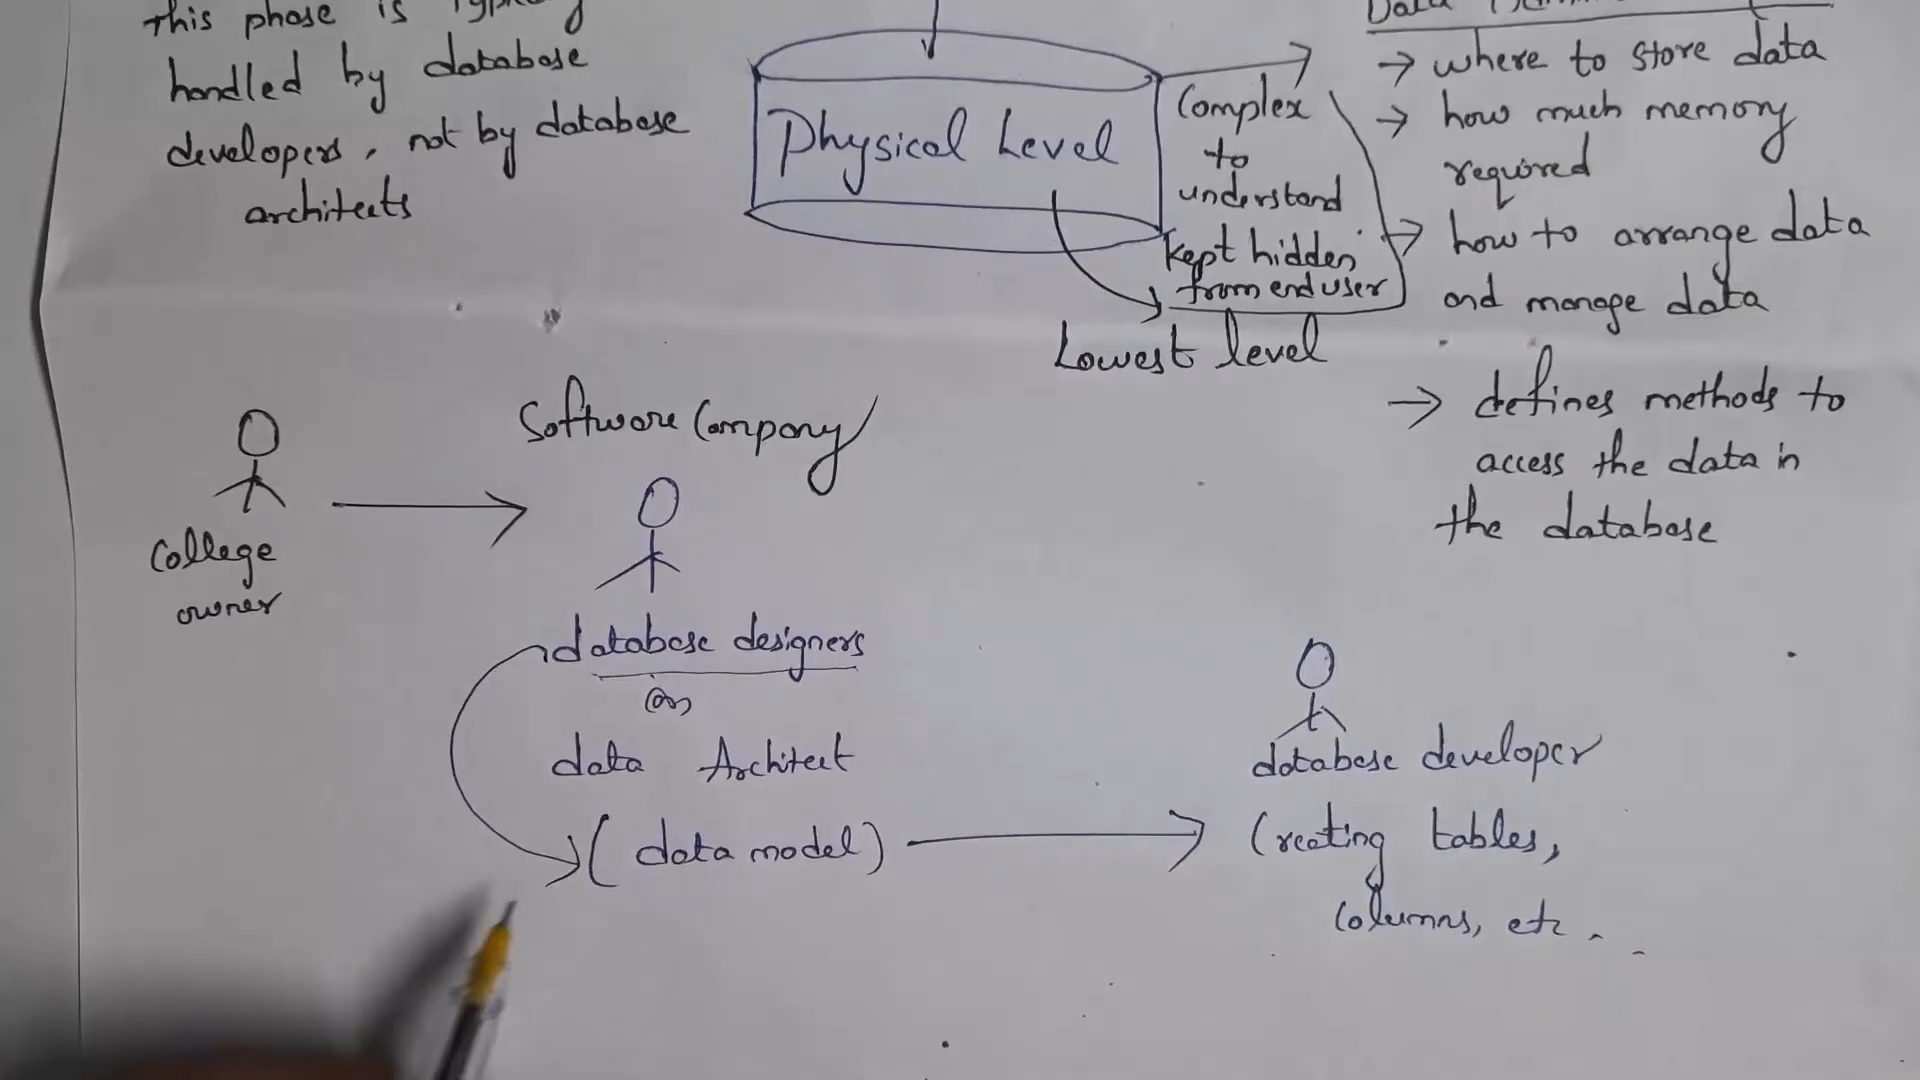 This phase is typically
handled by database
developers, not by database
architects
Physical Level
Complex
to
understand
kept hidden
from end user
Lowest level
Data
→ where to store data
→ how much memory
required
→ how to arrange data
and manage data
→ defines methods to
access the data in
the database
College
owner
Software Company
database designers
(or)
data Architect
(data model)
database developer
Creating tables,
columns, etc..